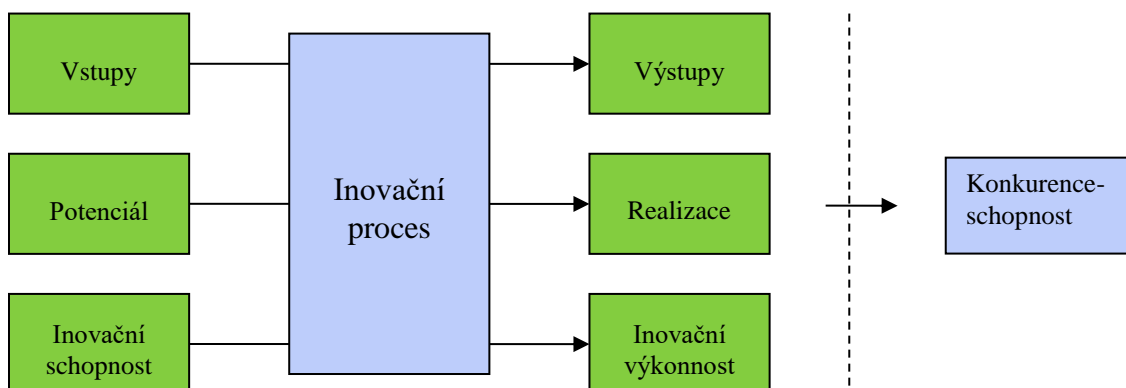 Vstupy
Výstupy
Potenciál
Inovační
proces
Realizace
Konkurence-
schopnost
Inovační
schopnost
Inovační
výkonnost